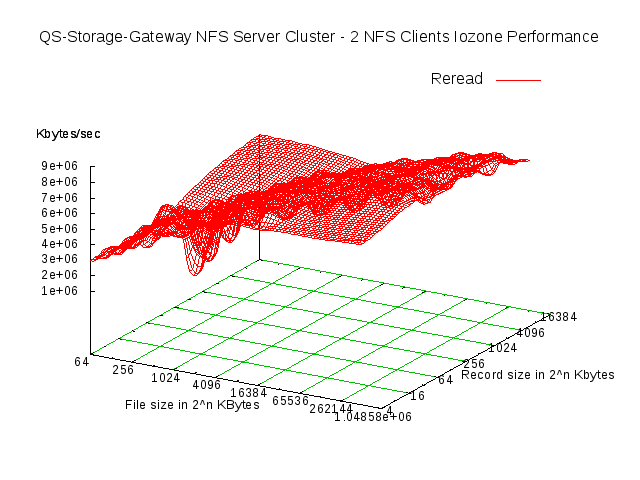 QS-Storage-Gateway NFS Server Cluster - 2 NFS Clients Iozone Performance
Reread
Kbytes/sec
9e+06
8e+06
7e+06
6e+06
5e+06
4e+06
3e+06
2e+06
1e+06
64
256
1024
4096
16384
65536
262144
1.04858e+06
File size in 2^n KBytes
4
16
64
256
1024
4096
16384
Record size in 2^n Kbytes